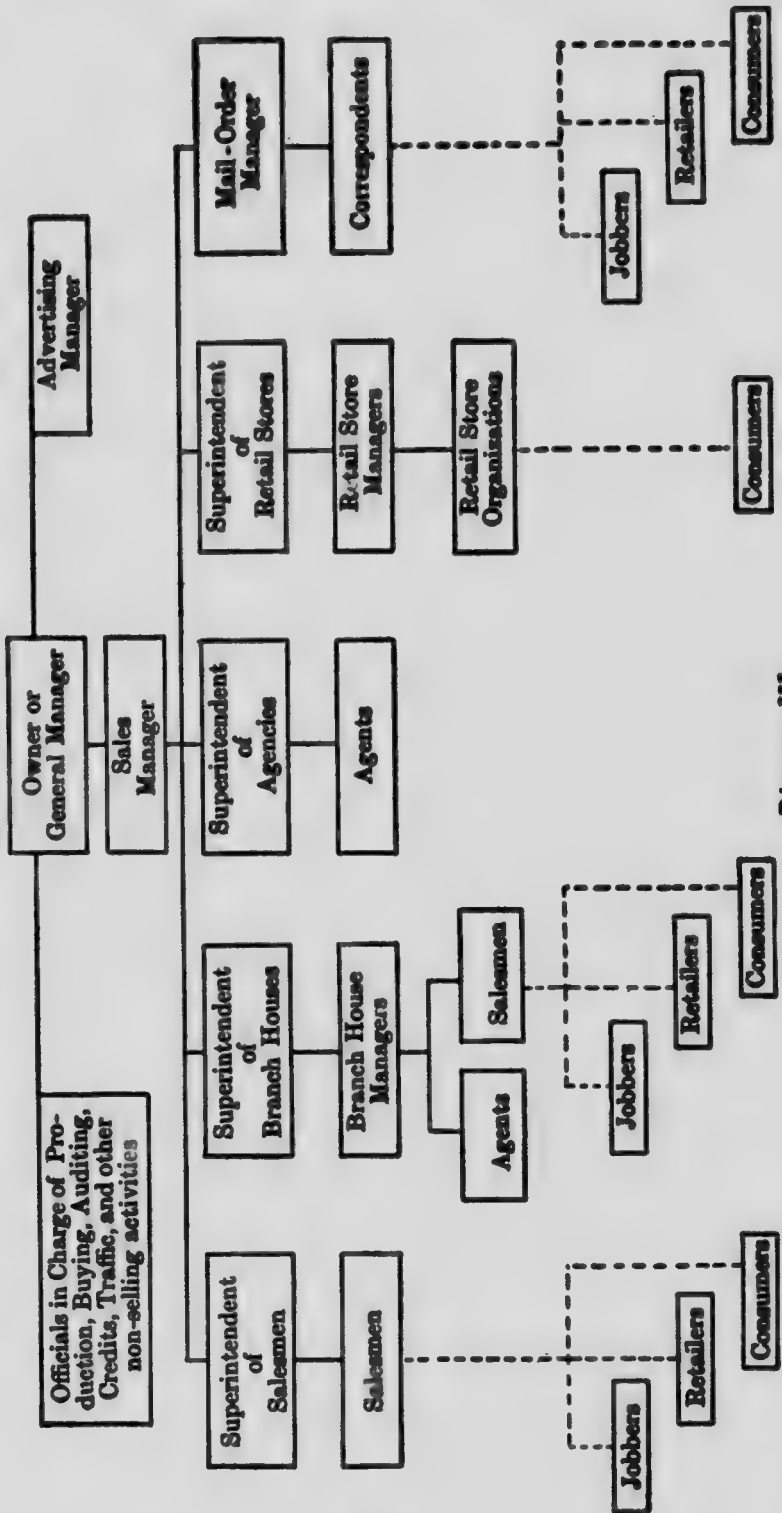 Owner or
General Manager
Officials in Charge of Pro-
duction, Buying, Auditing,
Credits, Traffic, and other
non-selling activities
Advertising
Manager
Sales
Manager
Superintendent
of
Salesmen
Superintendent
of
Branch Houses
Superintendent
of
Agencies
Superintendent
of
Retail Stores
Mail-Order
Manager
Salesmen
Branch House
Managers
Agents
Retail Store
Managers
Correspondents
Agents
Salesmen
Retail Store
Organizations
Jobbers
Retailers
Consumers
Jobbers
Retailers
Consumers
Consumers
Jobbers
Retailers
Consumers